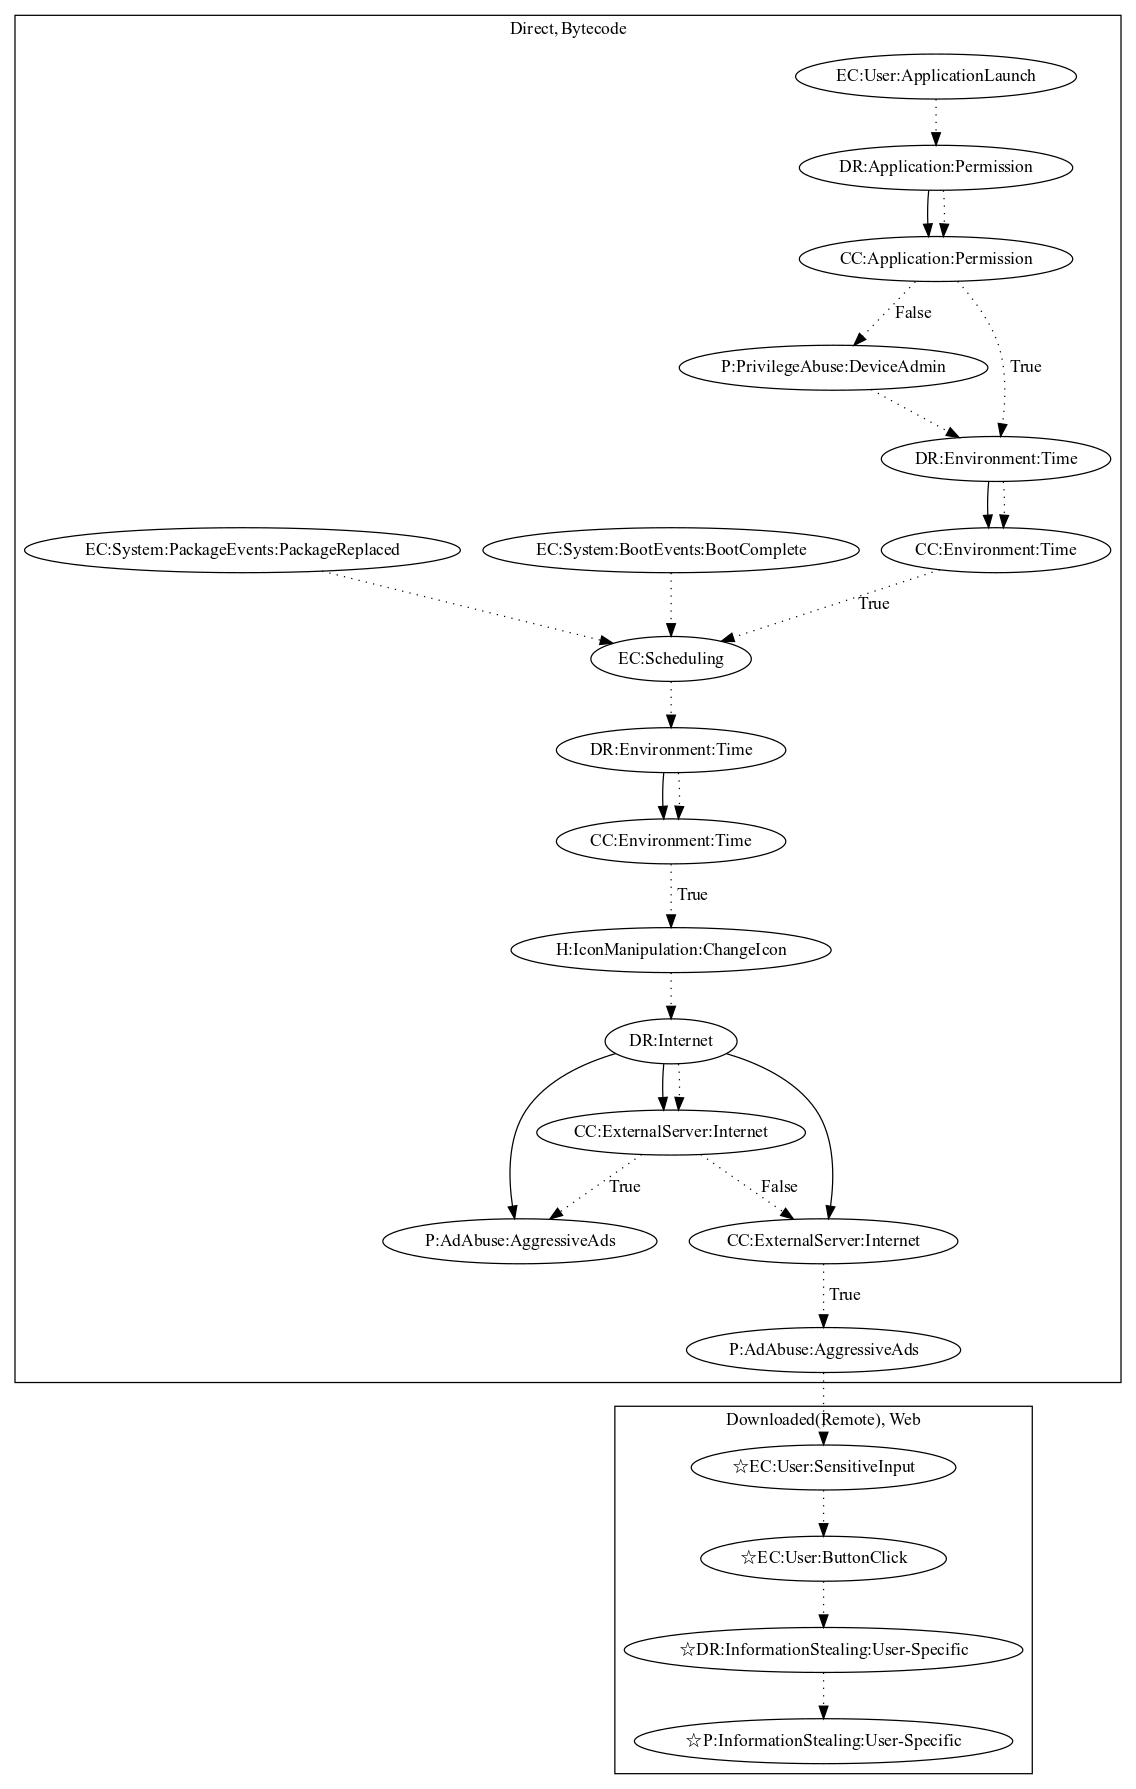 Direct, Bytecode
EC:User:ApplicationLaunch
DR:Application:Permission
CC:Application:Permission
False
P:PrivilegeAbuse:DeviceAdmin
True
DR:Environment:Time
EC:System:PackageEvents:PackageReplaced
EC:System:BootEvents:BootComplete
CC:Environment:Time
True
EC:Scheduling
DR:Environment:Time
CC:Environment:Time
True
H:IconManipulation:ChangeIcon
DR:Internet
CC:ExternalServer:Internet
True
False
P:AdAbuse:AggressiveAds
CC:ExternalServer:Internet
True
P:AdAbuse:AggressiveAds
Downloaded(Remote), Web
☆EC:User:SensitiveInput
☆EC:User:ButtonClick
☆DR:InformationStealing:User-Specific
☆P:InformationStealing:User-Specific